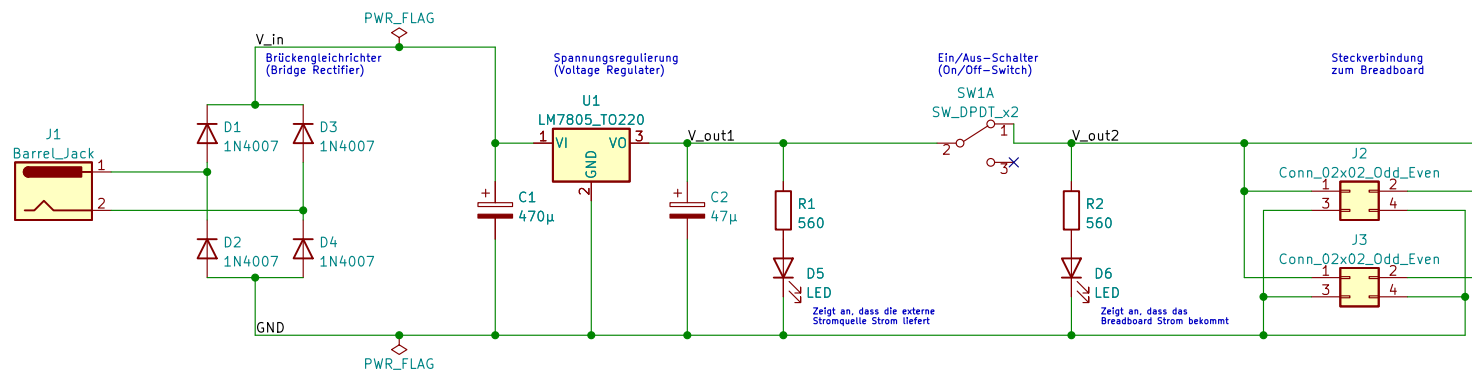 PWR_FLAG
V_in
Brückengleichrichter
(Bridge Rectifier)
Spannungsregulierung
(Voltage Regulater)
Ein/Aus-Schalter
(On/Off-Switch)
Steckverbindung
zum Breadboard
J1
Barrel_Jack
1
2
D1
1N4007
D3
1N4007
D2
1N4007
D4
1N4007
GND
PWR_FLAG
C1
470µ
U1
LM7805_TO220
1
VI
VO
3
GND
2
V_out1
C2
47µ
R1
560
D5
LED
Zeigt an, dass die externe
Stromquelle Strom liefert
SW1A
SW_DPDT_x2
2
1
3
V_out2
R2
560
D6
LED
Zeigt an, dass das
Breadboard Strom bekommt
J2
Conn_02x02_Odd_Even
1
2
3
4
J3
Conn_02x02_Odd_Even
1
2
3
4